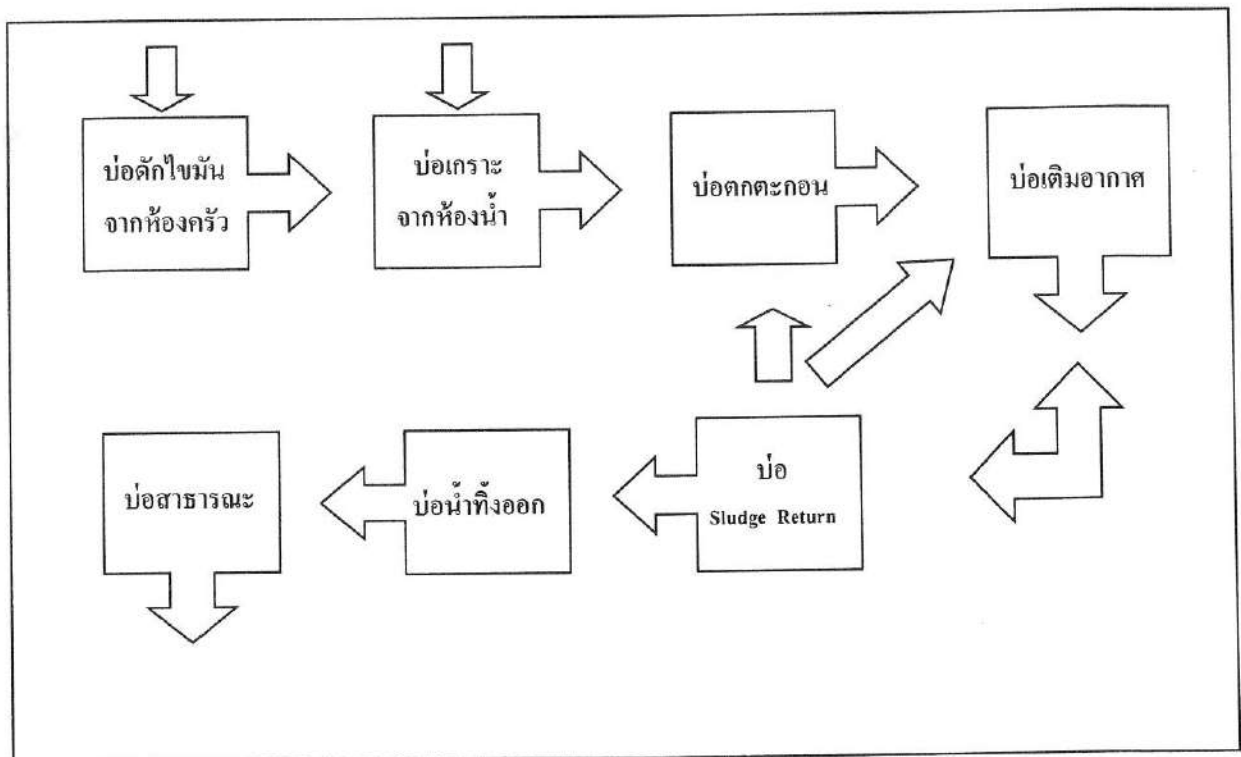 บ่อดักไขมัน
จากห้องครัว
บ่อเกราะ
จากห้องน้ำ
บ่อตกตะกอน
บ่อเติมอากาศ
บ่อสาธารณะ
บ่อน้ำทิ้งออก
บ่อ
Sludge Return